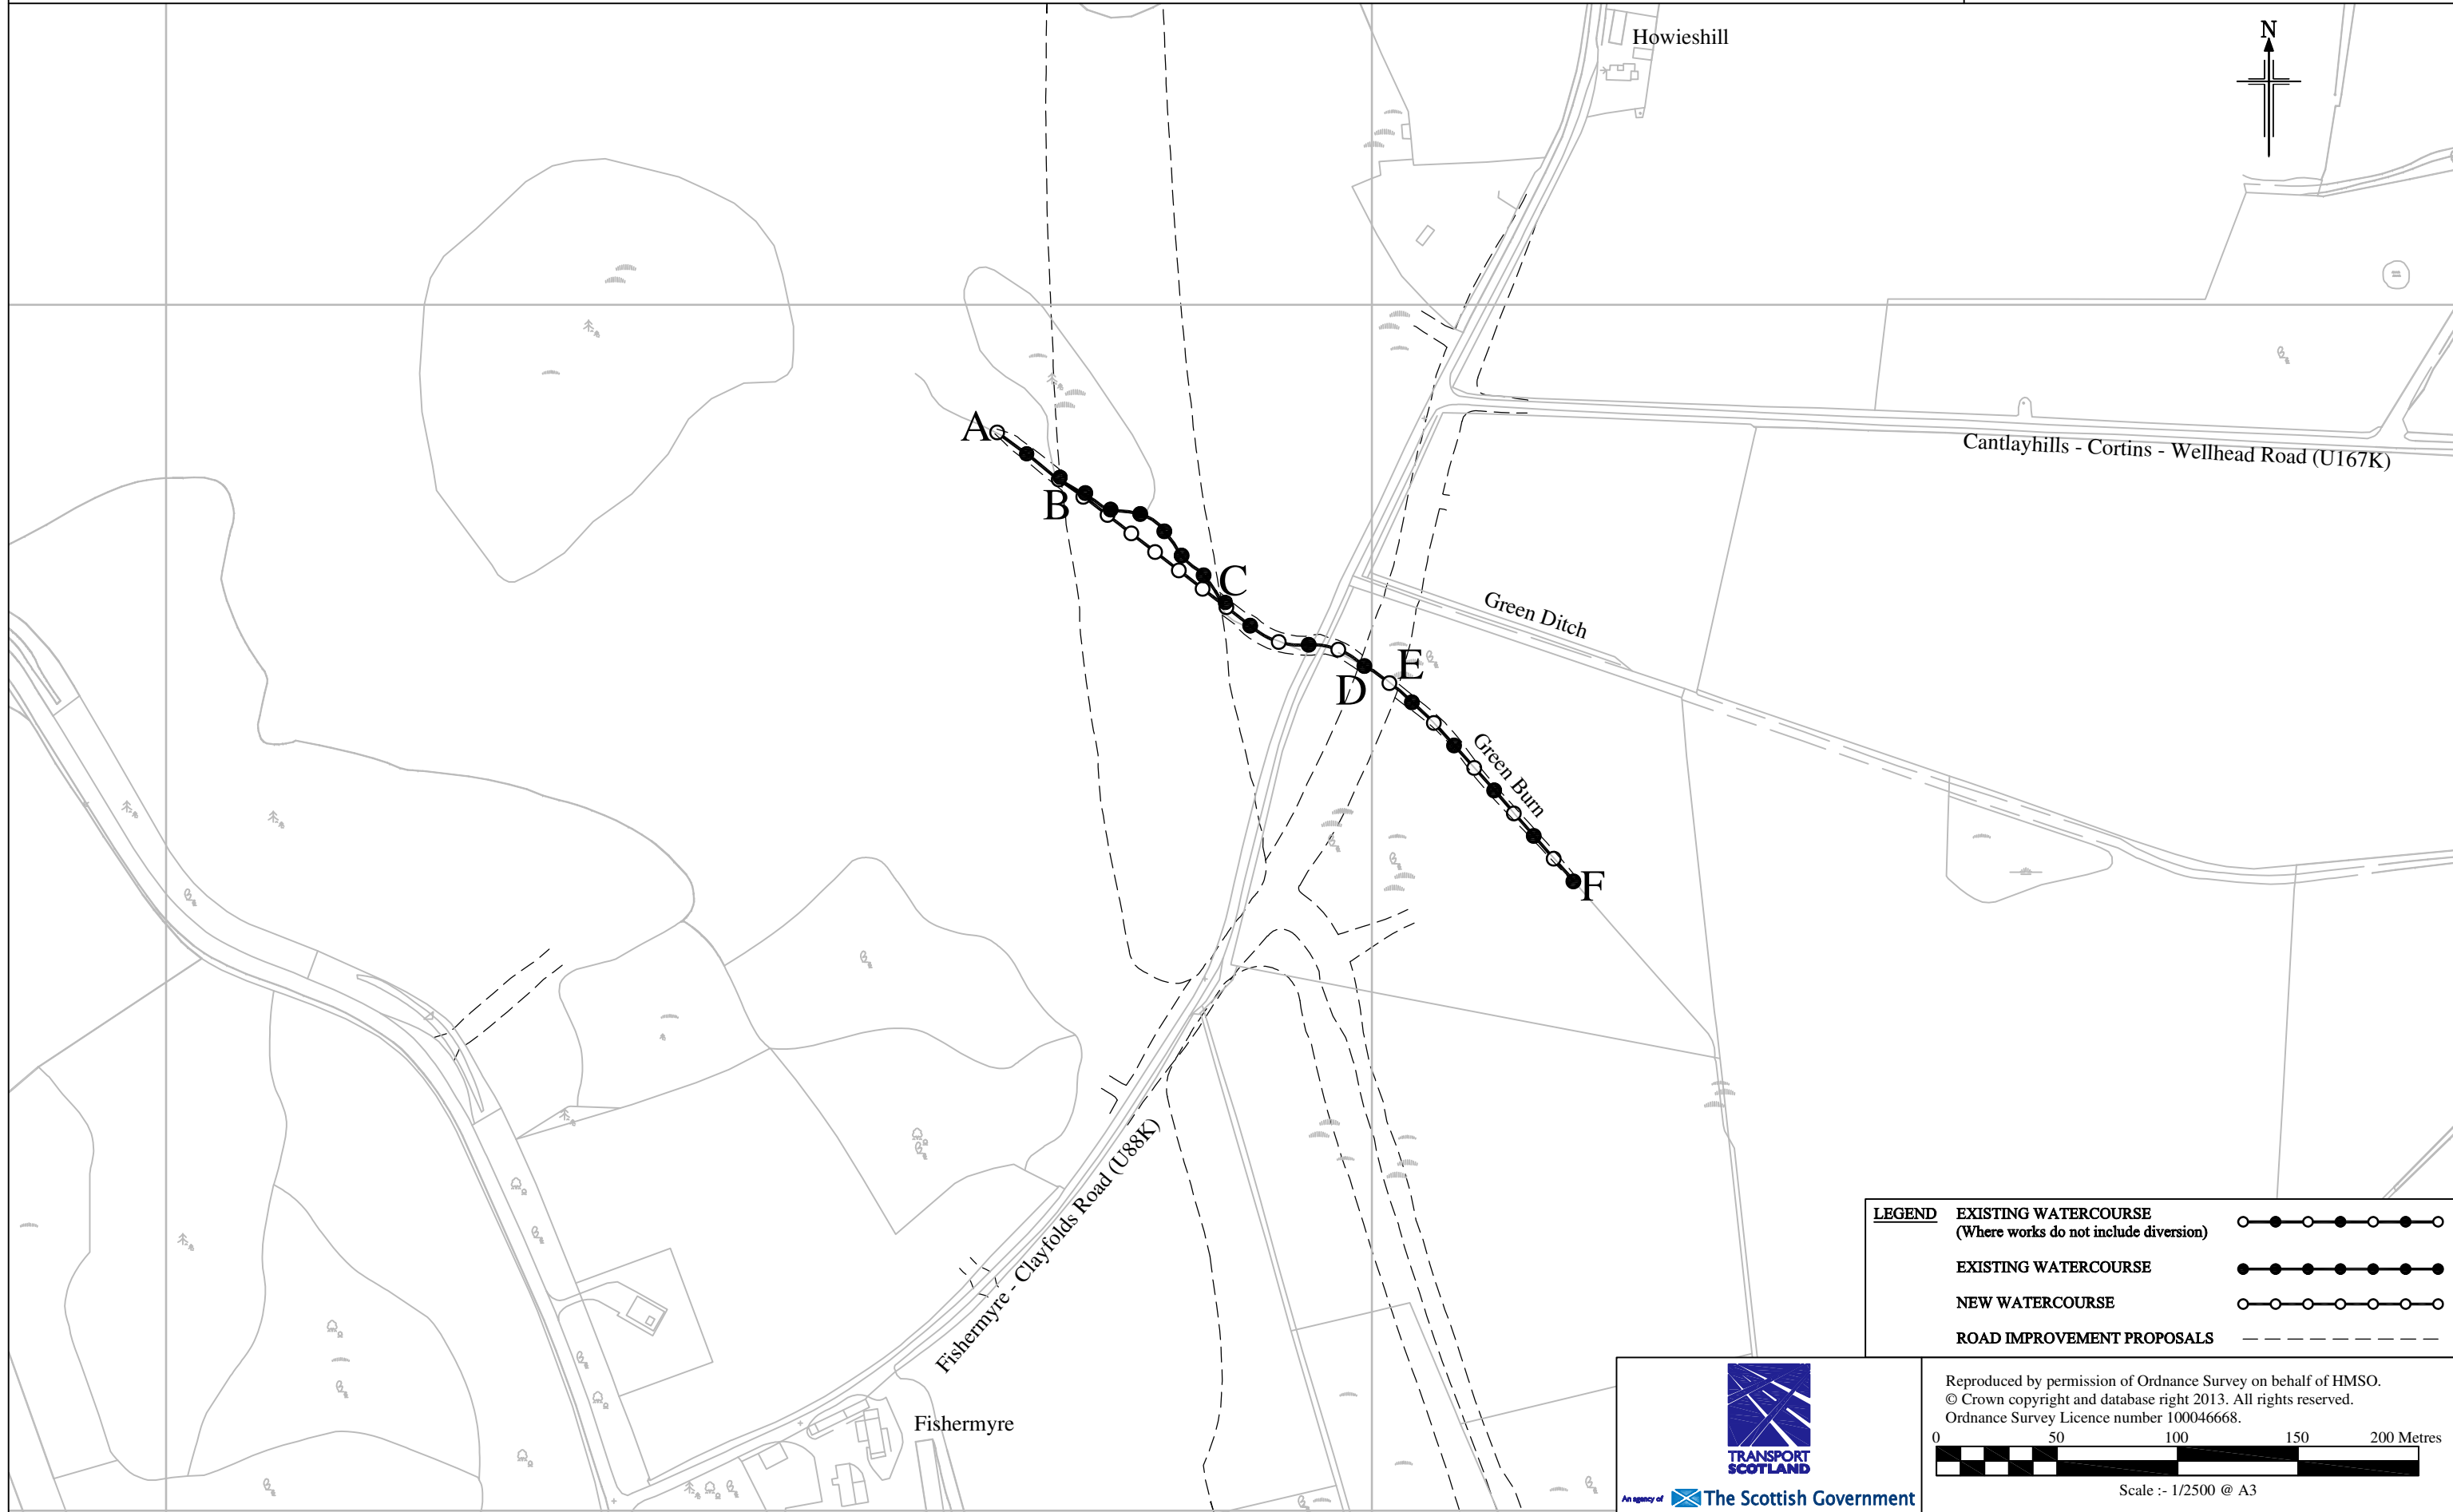 Howieshill
N
A
B
C
D
E
F
Cantlayhills - Cortins - Wellhead Road (U167K)
Green Ditch
Green Burn
Fishermyre - Clayfolds Road (U88K)
Fishermyre
LEGEND
EXISTING WATERCOURSE
(Where works do not include diversion)
EXISTING WATERCOURSE
NEW WATERCOURSE
ROAD IMPROVEMENT PROPOSALS
TRANSPORT
SCOTLAND
An agency of The Scottish Government
Reproduced by permission of Ordnance Survey on behalf of HMSO.
© Crown copyright and database right 2013. All rights reserved.
Ordnance Survey Licence number 100046668.
0 50 100 150 200 Metres
Scale :- 1/2500 @ A3